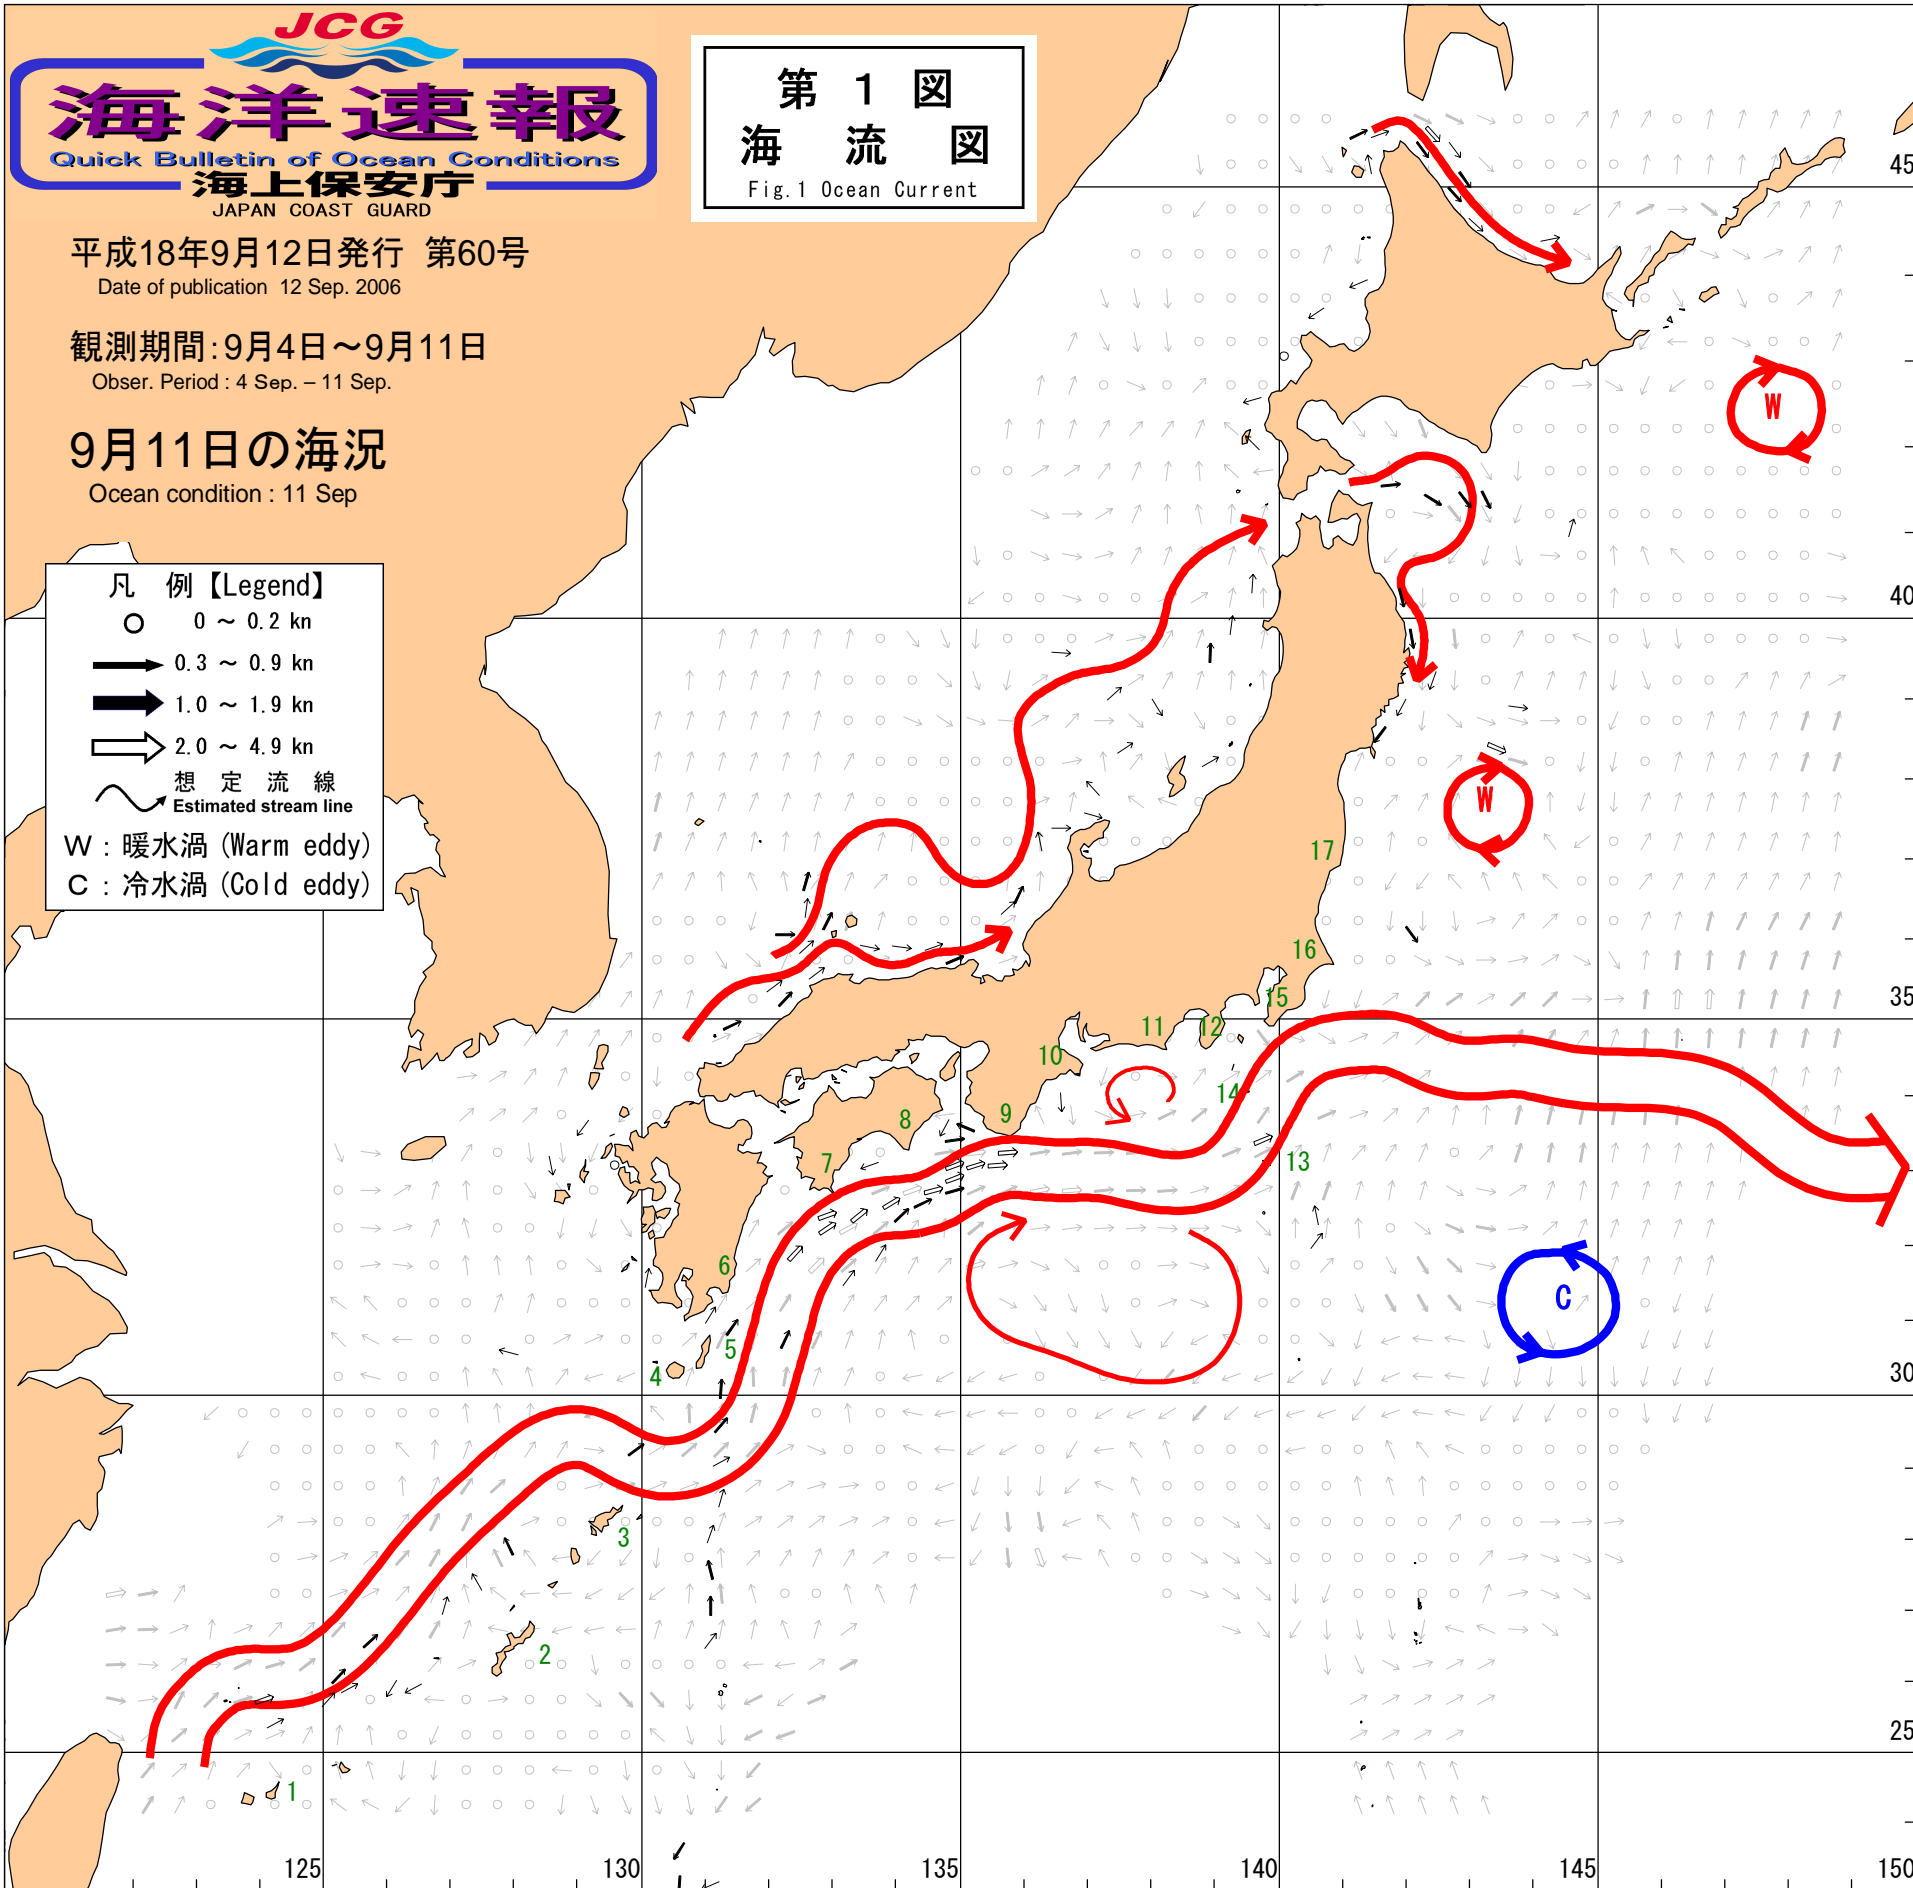 JCG
海洋速報
Quick Bulletin of Ocean Conditions
海上保安庁
JAPAN COAST GUARD
平成18年9月12日発行 第60号
Date of publication 12 Sep. 2006
観測期間:9月4日～9月11日
Obser. Period : 4 Sep. – 11 Sep.
9月11日の海況
Ocean condition : 11 Sep
第 1 図
海 流 図
Fig.1 Ocean Current
凡 例【Legend】
0 ～ 0.2 kn
0.3 ～ 0.9 kn
1.0 ～ 1.9 kn
2.0 ～ 4.9 kn
想 定 流 線
Estimated stream line
W : 暖水渦 (Warm eddy)
C : 冷水渦 (Cold eddy)
45
W
40
W
17
16
15
35
12
11
10
14
9
8
13
7
6
C
5
4
30
3
2
25
1
125
130
135
140
145
150